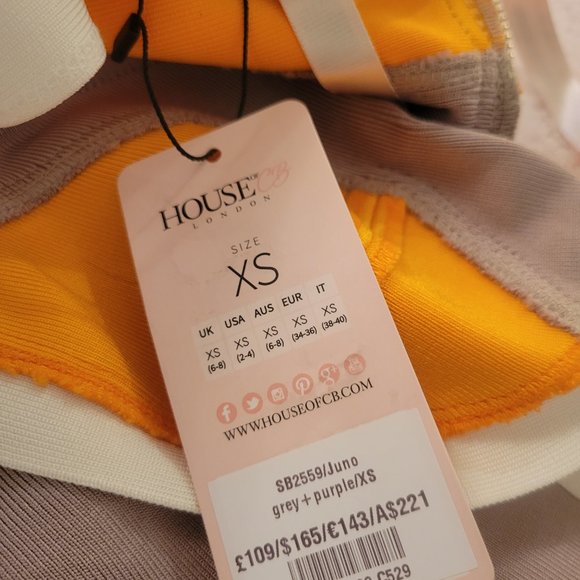 HOUSE OF CB
LONDON
SIZE
XS
UK USA AUS EUR IT
XS XS XS XS XS
(6-8) (2-4) (6-8) (34-36) (38-40)
WWW.HOUSEOFCB.COM
SB2559/Juno
grey+purple/XS
£109/$165/€143/A$221
C529